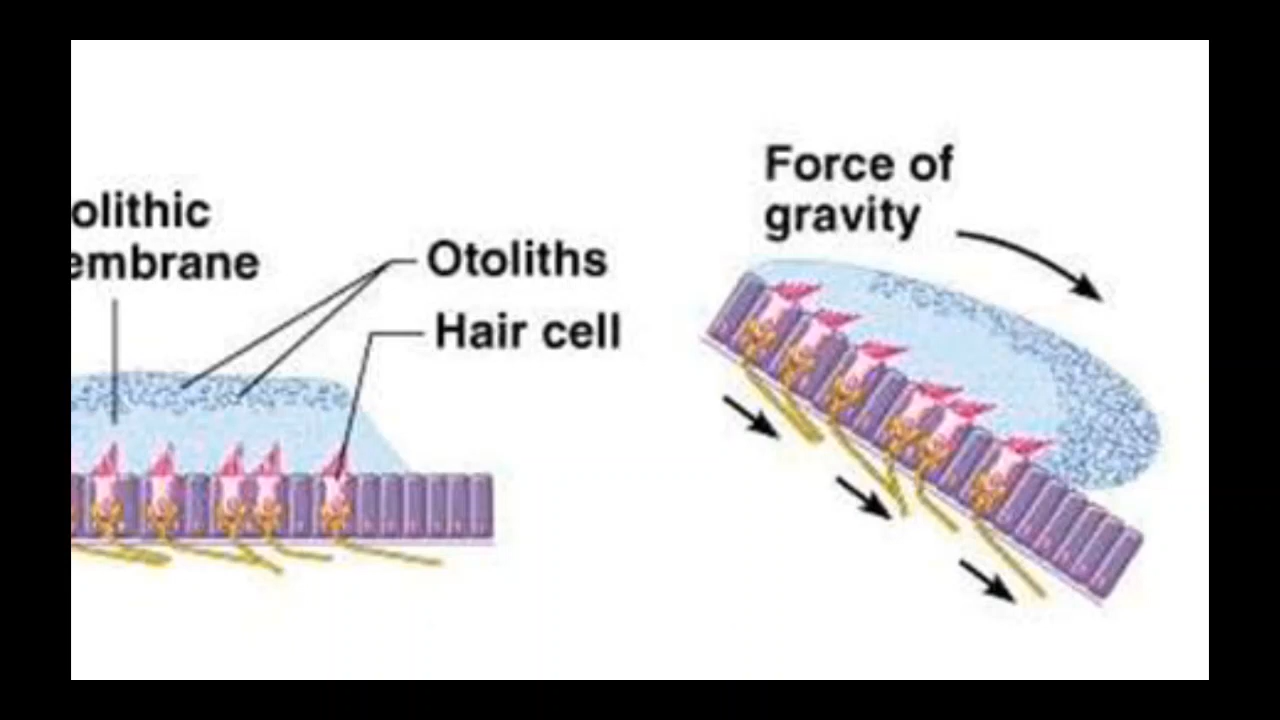 olithic
embrane
Otoliths
Hair cell
Force of
gravity